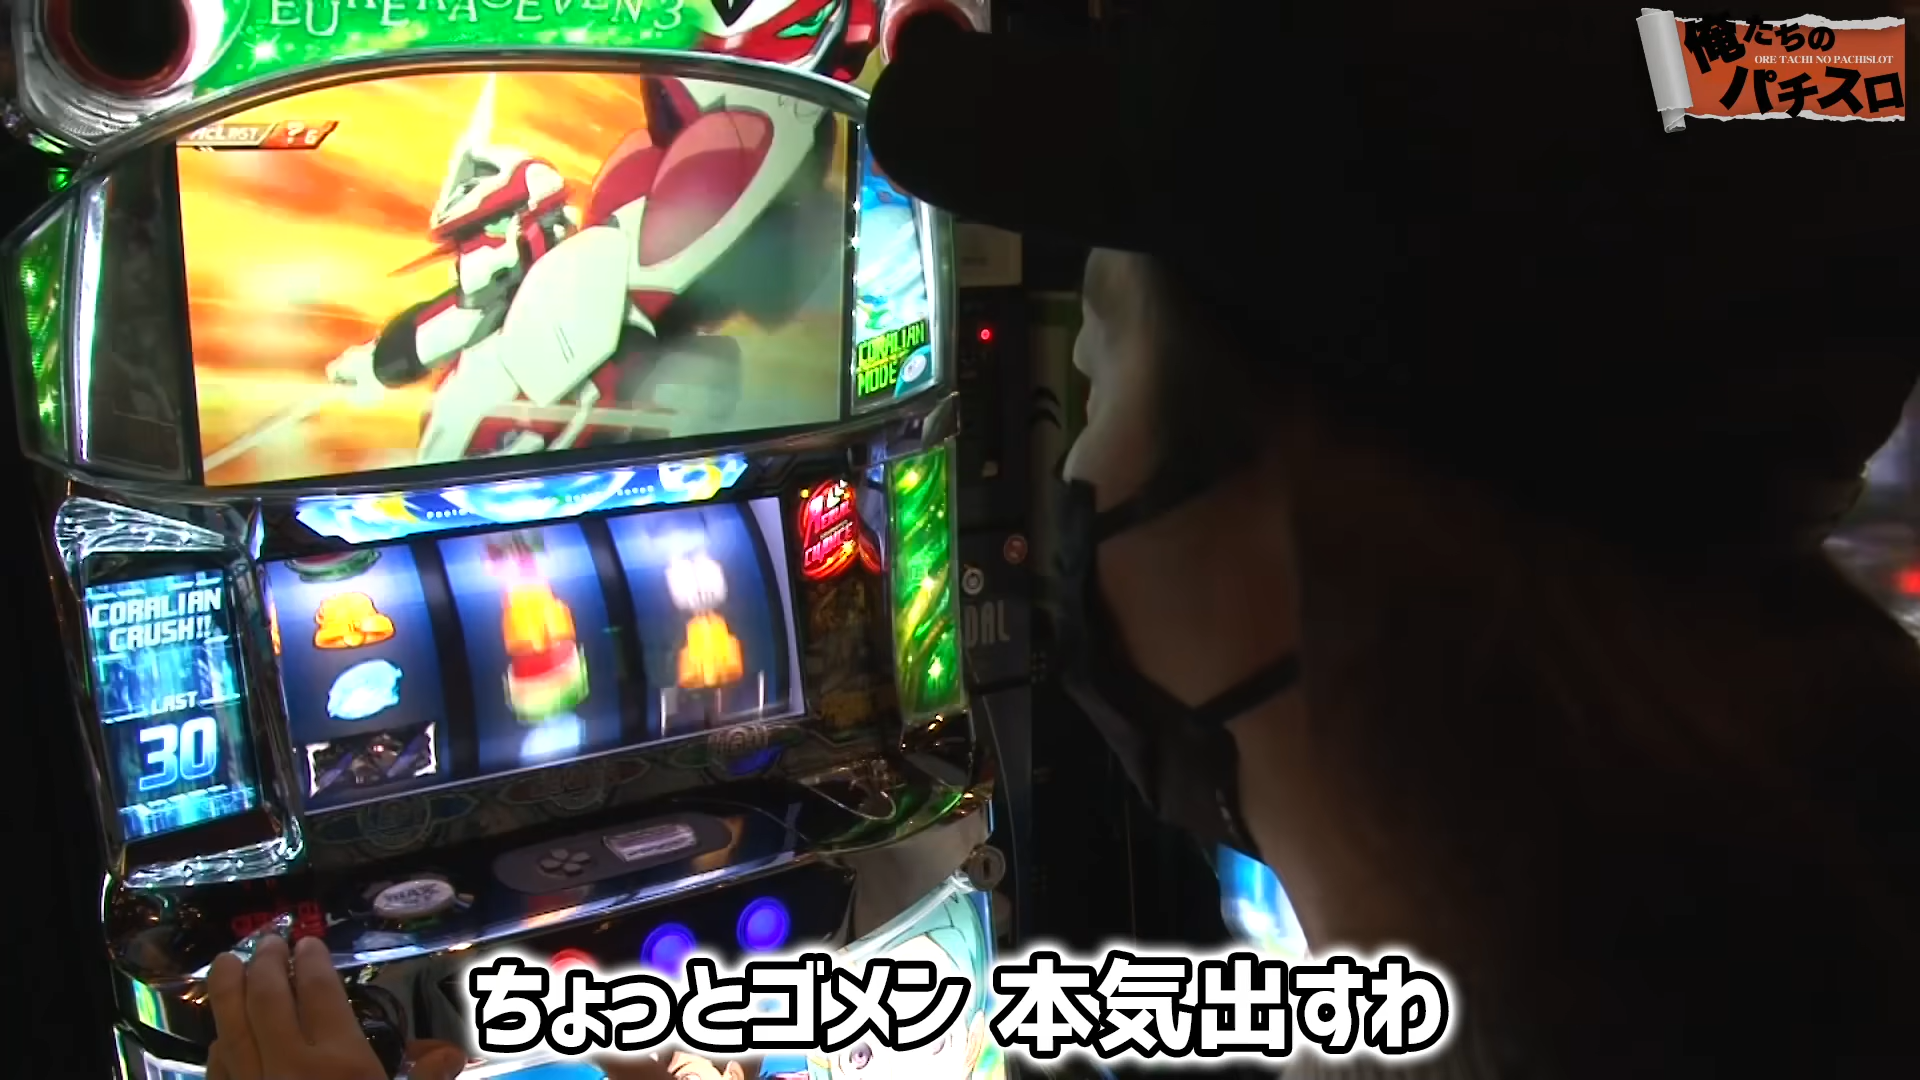 EUREKA SEVEN 3
俺たちの
ORE TACHI NO PACHISLOT
パチスロ
CORALIAN
MODE
CORALIAN
CRUSH!!
LAST
30
CHANCE
ちょっとゴメン 本気出すわ